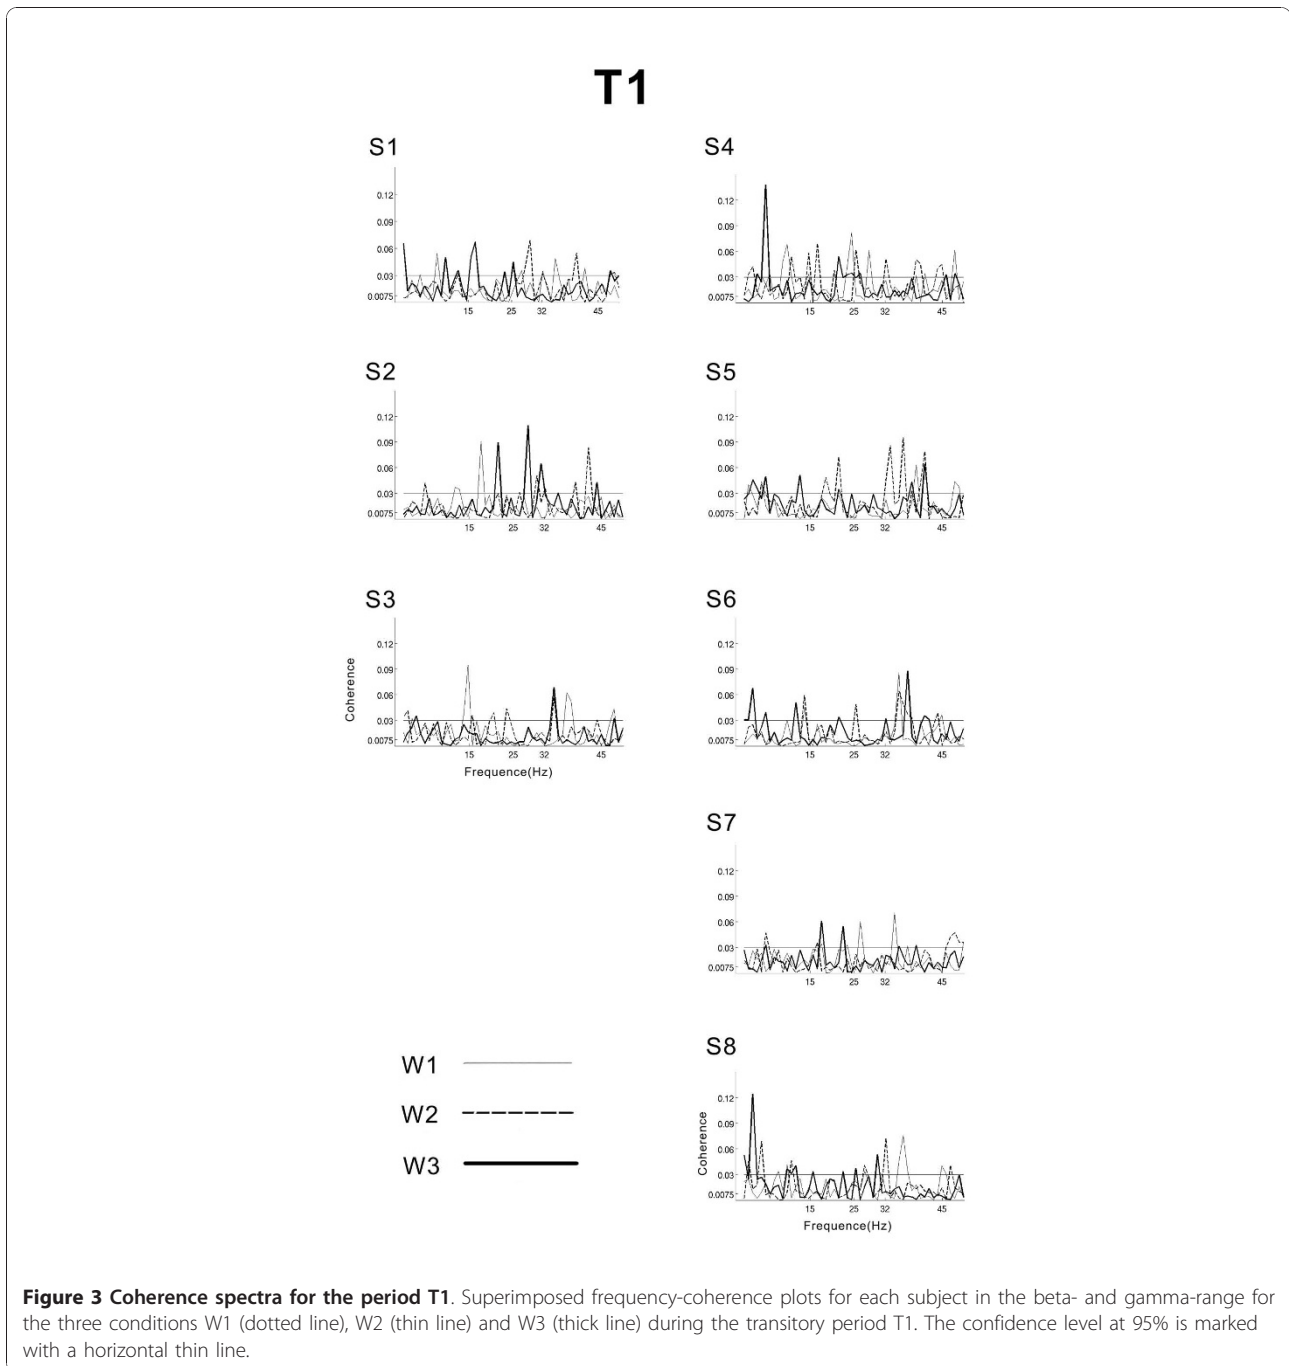 T1
S1
0.12
0.09
0.06
0.03
0.0075
15 25 32 45
S4
0.12
0.09
0.06
0.03
0.0075
15 25 32 45
S2
0.12
0.09
0.06
0.03
0.0075
15 25 32 45
S5
0.12
0.09
0.06
0.03
0.0075
15 25 32 45
S3
Coherence
0.12
0.09
0.06
0.03
0.0075
15 25 32 45
Frequence(Hz)
S6
0.12
0.09
0.06
0.03
0.0075
15 25 32 45
S7
0.12
0.09
0.06
0.03
0.0075
15 25 32 45
W1
W2
W3
S8
Coherence
0.12
0.09
0.06
0.03
0.0075
15 25 32 45
Frequence(Hz)
Figure 3 Coherence spectra for the period T1. Superimposed frequency-coherence plots for each subject in the beta- and gamma-range for
the three conditions W1 (dotted line), W2 (thin line) and W3 (thick line) during the transitory period T1. The confidence level at 95% is marked
with a horizontal thin line.